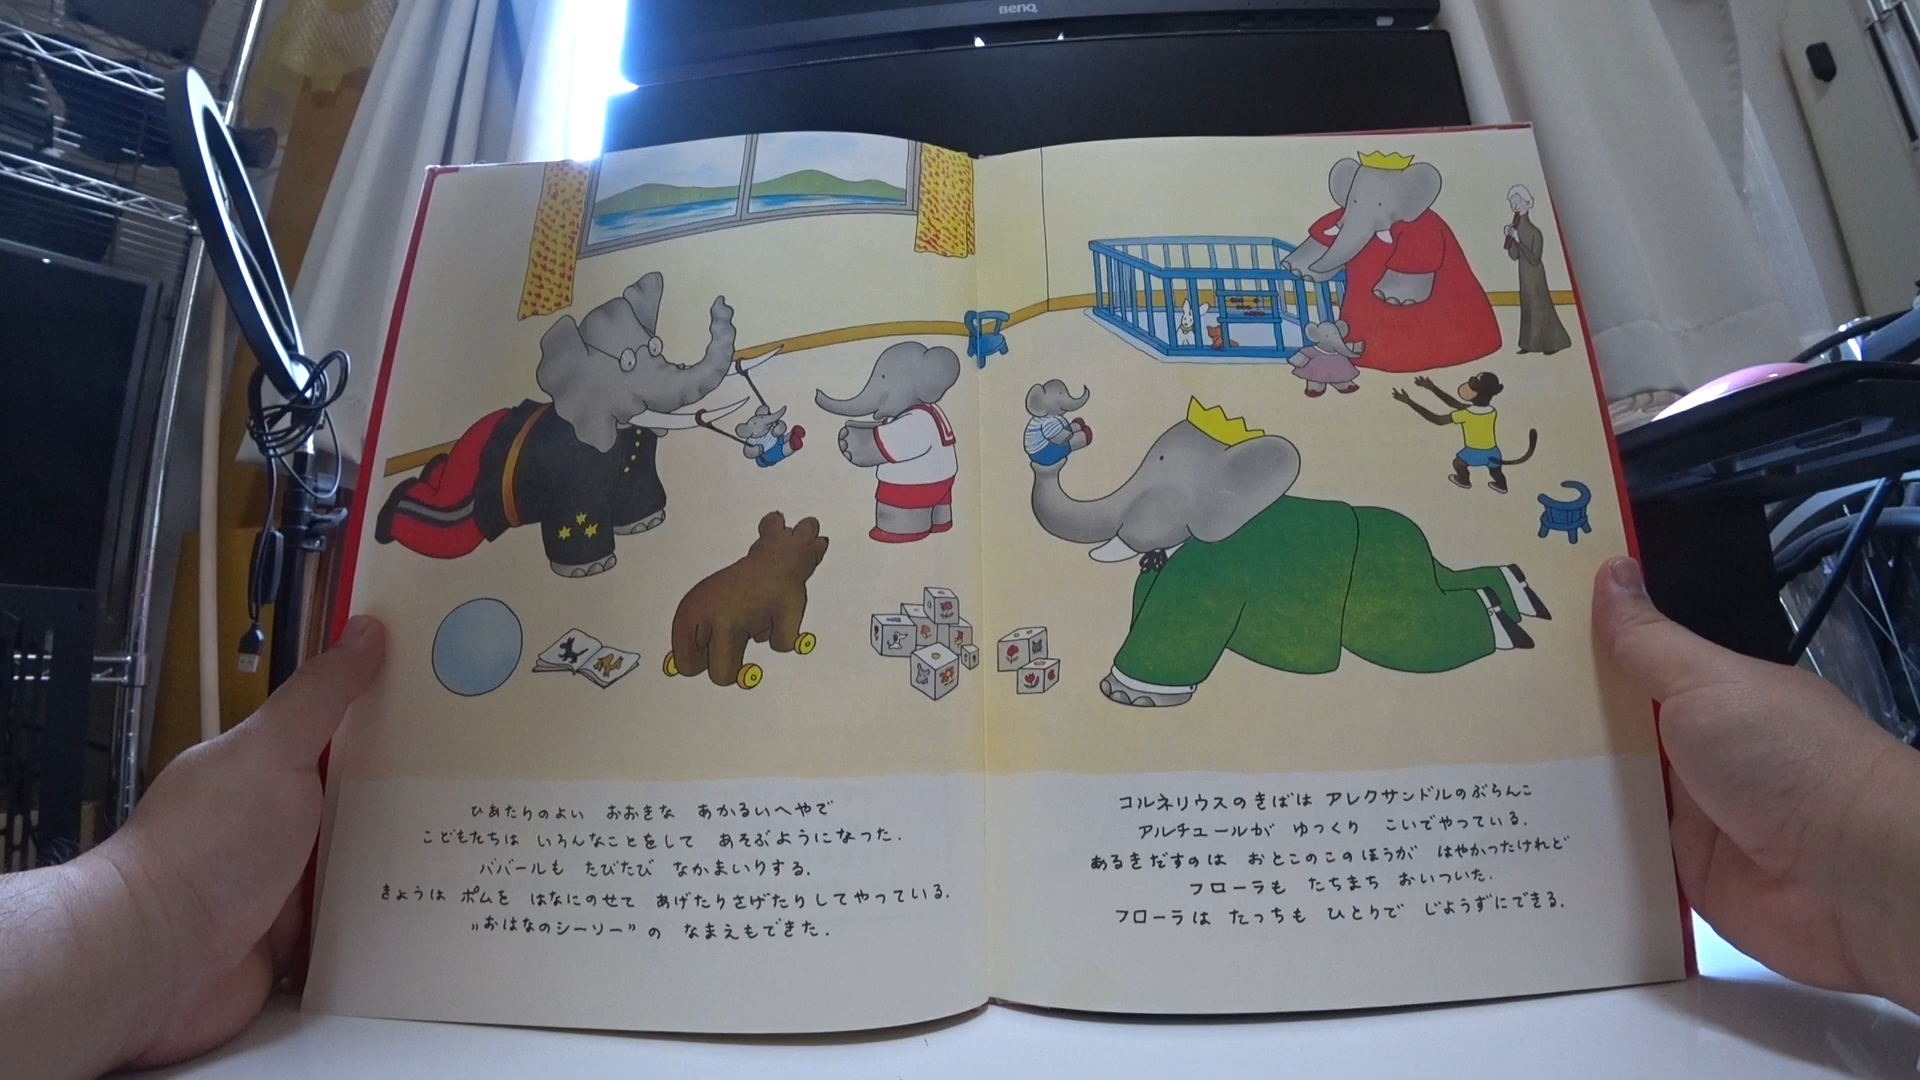 BenQ
ひあたりのよい おおきな あかるいへやで
こどもたちは いろんなことをして あそぶようになった.
ババールも たびたび なかまいりする.
きょうは ポムを はなにのせて あげたりさげたりしてやっている.
„おはなのシーソー” の なまえもできた.
コルネリウスのきばは アレクサンドルのぶらんこ
アルチュールが ゆっくり こいでやっている.
あるきだすのは おとこのこのほうが はやかったけれど
フローラも たちまち おいついた.
フローラは たっちも ひとりで じょうずにできる.